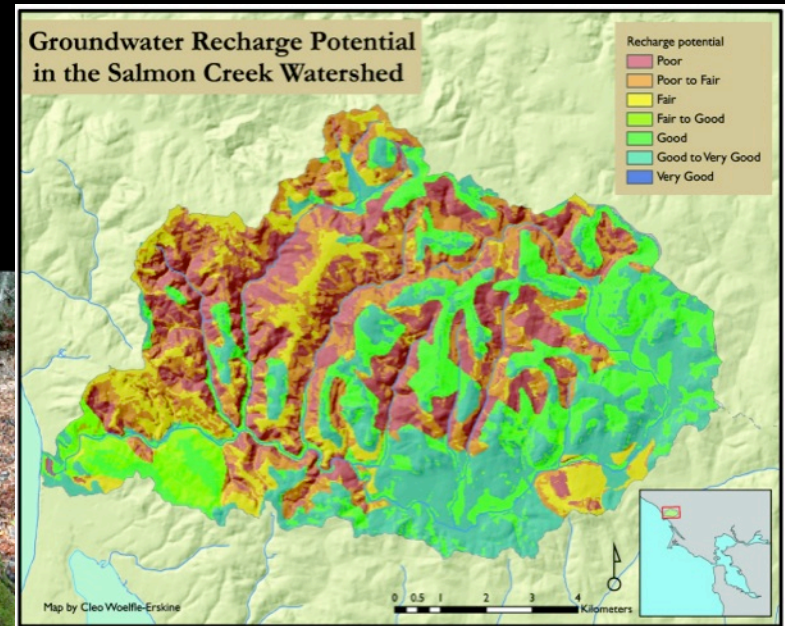 Groundwater Recharge Potential
in the Salmon Creek Watershed
Recharge potential
Poor
Poor to Fair
Fair
Fair to Good
Good
Good to Very Good
Very Good
Map by Cleo Woelfle-Erskine
0 0.5 1 2 3 4
Kilometers